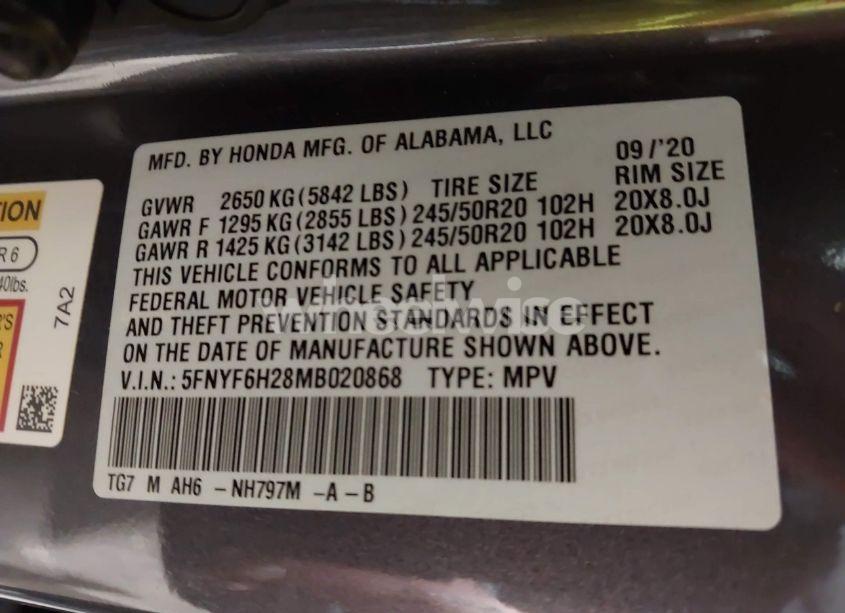 MFD. BY HONDA MFG. OF ALABAMA, LLC
09/'20
GVWR 2650 KG (5842 LBS) TIRE SIZE RIM SIZE
GAWR F 1295 KG (2855 LBS) 245/50R20 102H 20X8.0J
GAWR R 1425 KG (3142 LBS) 245/50R20 102H 20X8.0J
THIS VEHICLE CONFORMS TO ALL APPLICABLE
FEDERAL MOTOR VEHICLE SAFETY
AND THEFT PREVENTION STANDARDS IN EFFECT
ON THE DATE OF MANUFACTURE SHOWN ABOVE.
V.I.N.: 5FNYF6H28MB020868 TYPE: MPV
TG7 M AH6 - NH797M - A - B
TION
R 6
40lbs.
R'S
R
7A2